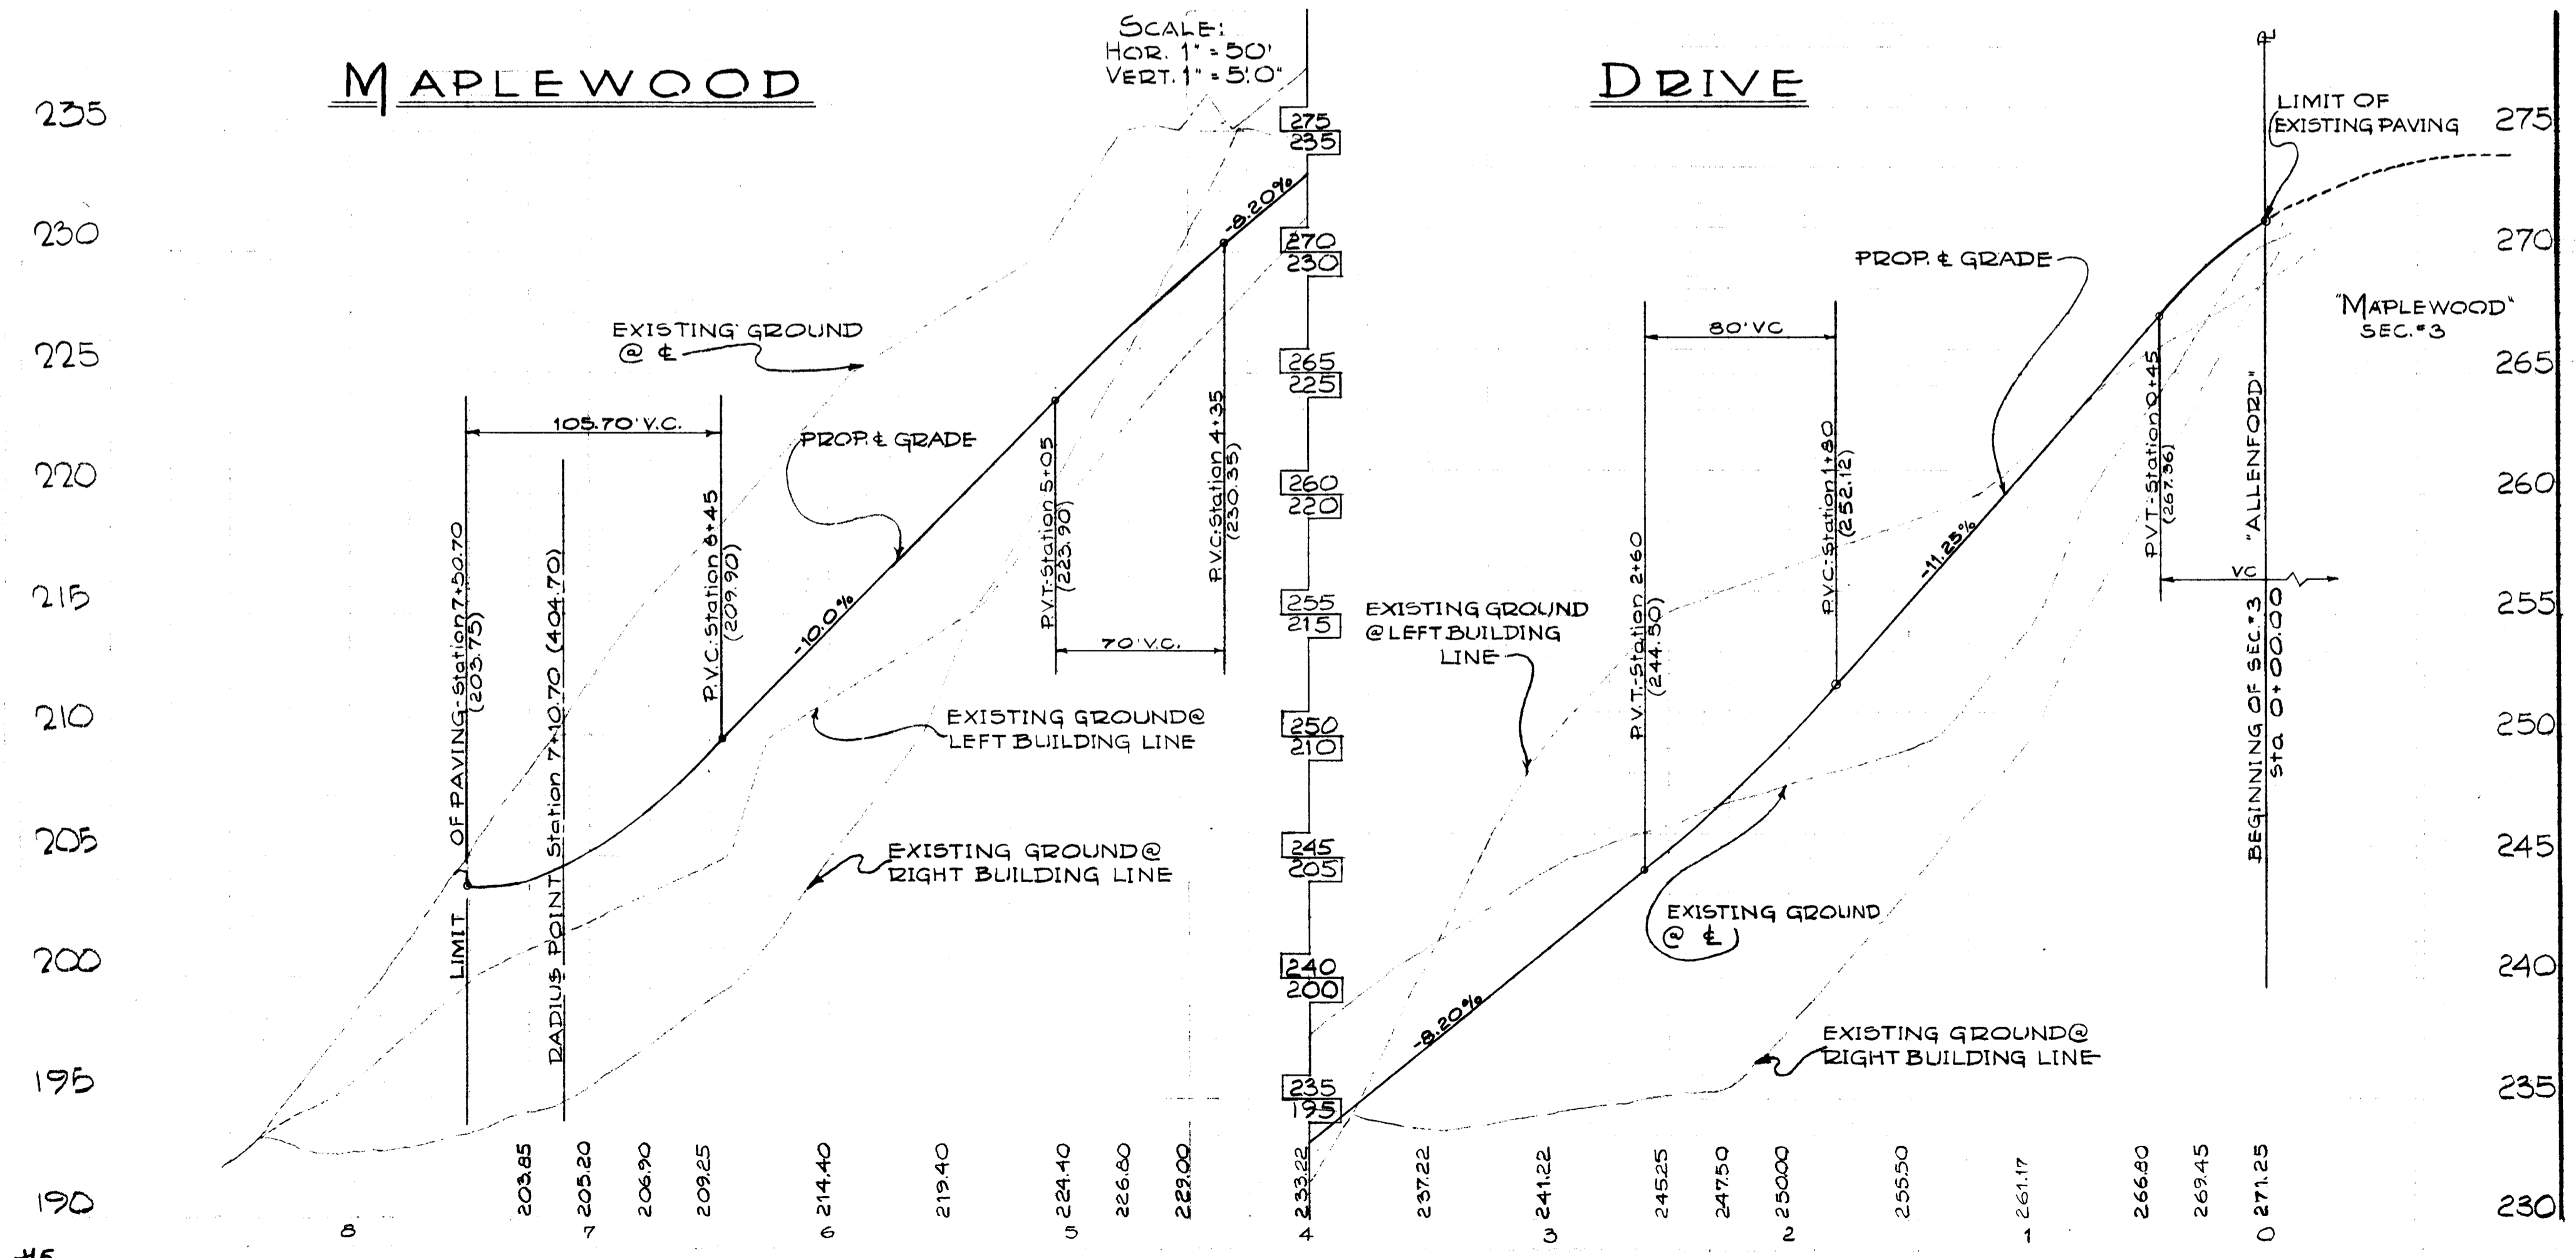 SCALE:
HOR. 1" = 50'
VERT. 1" = 5'.0"
MAPLEWOOD
DRIVE
235
230
225
220
215
210
205
200
195
190
275
270
265
260
255
250
245
240
235
230
275
235
270
230
265
225
260
220
255
215
250
210
245
205
240
200
235
195
EXISTING GROUND
@ ℄
105.70' V.C.
PROP. ℄ GRADE
LIMIT OF PAVING-Station 7+50.70
(203.75)
RADIUS POINT Station 7+10.70 (404.70)
P.V.C.-Station 6+45
(209.90)
-10.0%
P.V.T.-Station 5+05
(223.90)
70' V.C.
P.V.C.-Station 4+35
(230.35)
-8.20%
EXISTING GROUND@
LEFT BUILDING LINE
EXISTING GROUND@
RIGHT BUILDING LINE
EXISTING GROUND
@ LEFT BUILDING
LINE
-8.20%
P.V.T.-Station 2+60
(244.50)
80' VC
P.V.C.-Station 1+80
(252.12)
PROP. ℄ GRADE
-11.25%
EXISTING GROUND
@ ℄
EXISTING GROUND@
RIGHT BUILDING LINE
P.V.T.-Station 0+45
(267.36)
VC
"ALLENFORD"
BEGINNING OF SEC.#3
Sta 0+00.00
LIMIT OF
EXISTING PAVING
"MAPLEWOOD"
SEC.#3
203.85
205.20
206.90
209.25
214.40
219.40
224.40
226.80
229.00
233.22
237.22
241.22
245.25
247.50
250.00
255.50
261.17
266.80
269.45
271.25
8
7
6
5
4
3
2
1
0